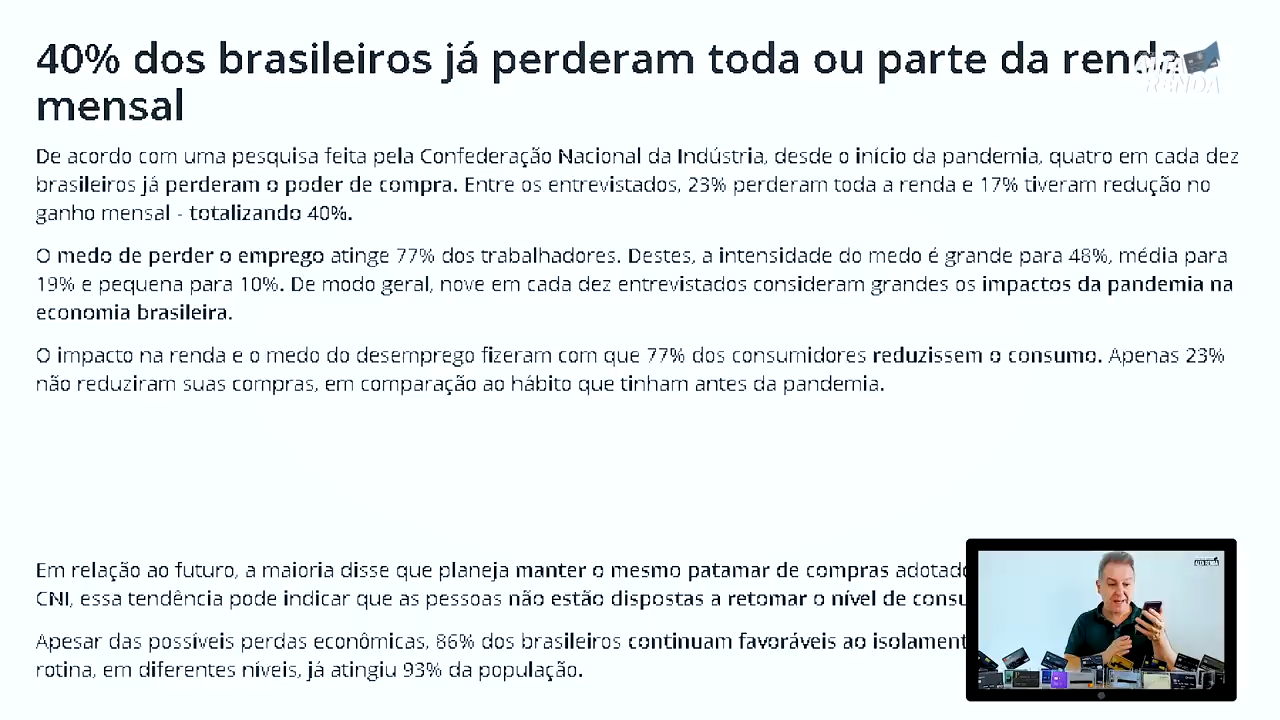 40% dos brasileiros já perderam toda ou parte da renda
mensal
ALTA
RENDA
De acordo com uma pesquisa feita pela Confederação Nacional da Indústria, desde o início da pandemia, quatro em cada dez
brasileiros já perderam o poder de compra. Entre os entrevistados, 23% perderam toda a renda e 17% tiveram redução no
ganho mensal - totalizando 40%.
O medo de perder o emprego atinge 77% dos trabalhadores. Destes, a intensidade do medo é grande para 48%, média para
19% e pequena para 10%. De modo geral, nove em cada dez entrevistados consideram grandes os impactos da pandemia na
economia brasileira.
O impacto na renda e o medo do desemprego fizeram com que 77% dos consumidores reduzissem o consumo. Apenas 23%
não reduziram suas compras, em comparação ao hábito que tinham antes da pandemia.
Em relação ao futuro, a maioria disse que planeja manter o mesmo patamar de compras adotad
CNI, essa tendência pode indicar que as pessoas não estão dispostas a retomar o nível de consu
Apesar das possíveis perdas econômicas, 86% dos brasileiros continuam favoráveis ao isolament
rotina, em diferentes níveis, já atingiu 93% da população.
ALTA RENDA